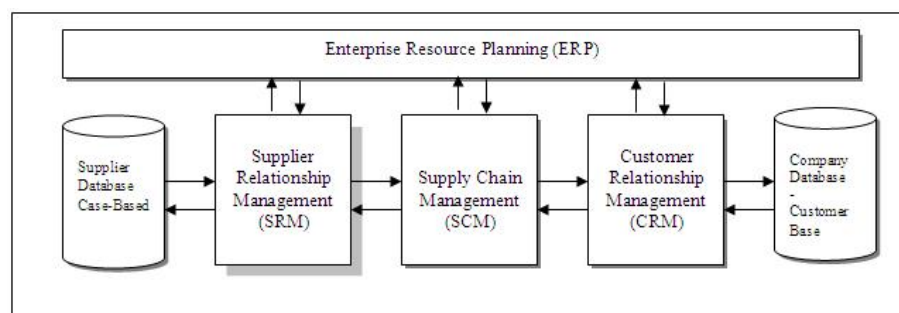 Enterprise Resource Planning (ERP)
Supplier
Database
Case-Based
Supplier
Relationship
Management
(SRM)
Supply Chain
Management
(SCM)
Customer
Relationship
Management
(CRM)
Company
Database
-
Customer
Base